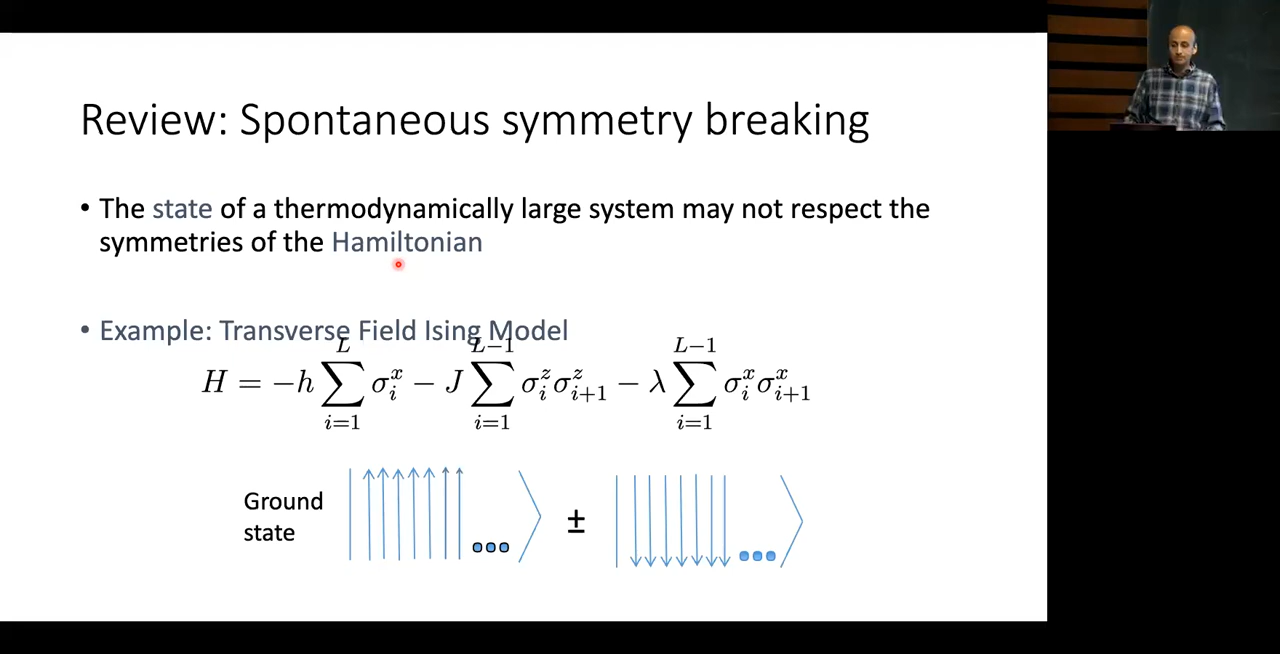 Review: Spontaneous symmetry breaking
• The state of a thermodynamically large system may not respect the
symmetries of the Hamiltonian
• Example: Transverse Field Ising Model
H = −h ∑_{i=1}^{L} σ_i^x − J ∑_{i=1}^{L−1} σ_i^z σ_{i+1}^z − λ ∑_{i=1}^{L−1} σ_i^x σ_{i+1}^x
Ground
state
±